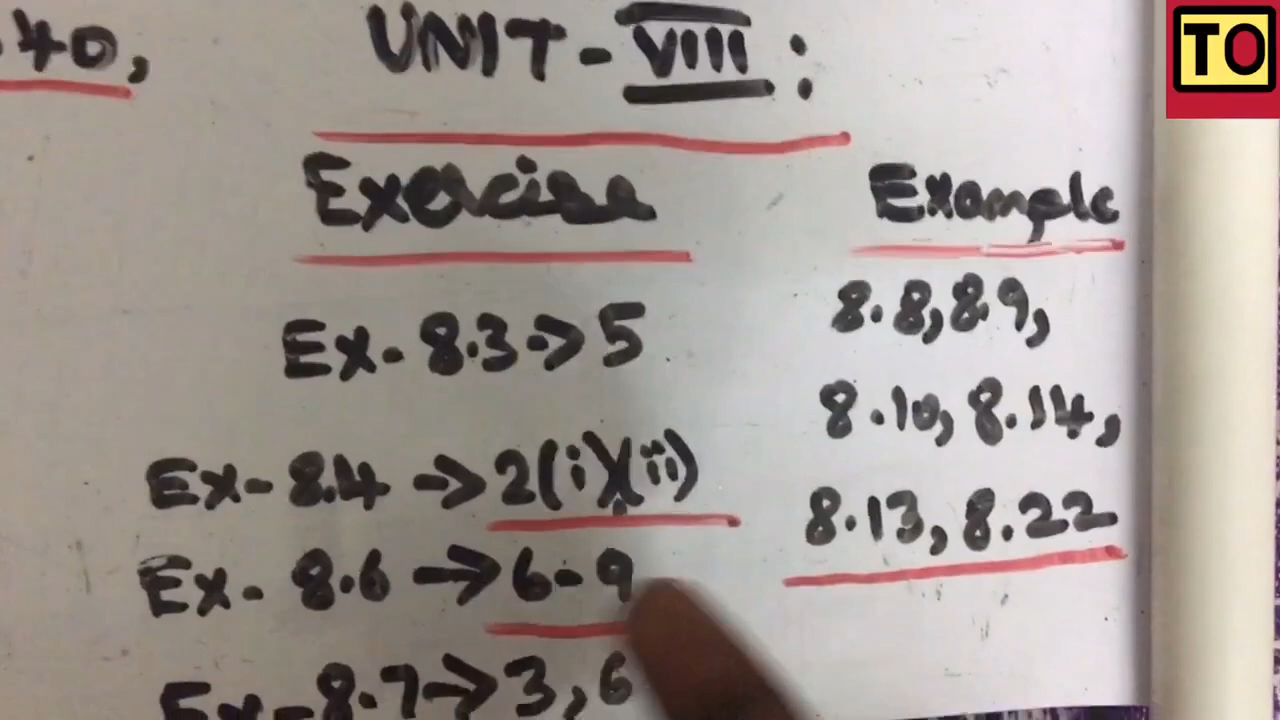 .40,
UNIT - VIII :
TO
Exercise
Example
Ex- 8.3 -> 5
8.8, 8.9,
8.10, 8.14,
Ex- 8.4 -> 2(i)(ii)
8.13, 8.22
Ex- 8.6 -> 6-9
Ex-8.7 -> 3, 6